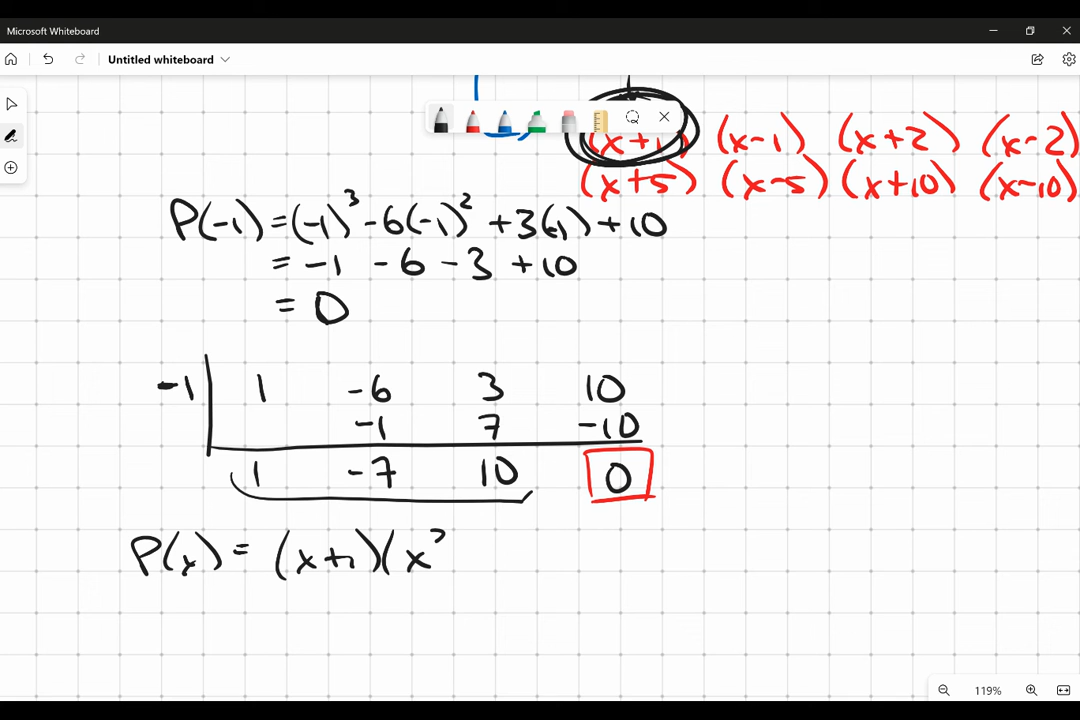 Microsoft Whiteboard
Untitled whiteboard
(x+1) (x-1) (x+2) (x-2)
(x+5) (x-5) (x+10) (x-10)
P(-1) = (-1)³ -6(-1)² +3(-1) +10
= -1 -6 -3 +10
= 0
-1 | 1 -6 3 10
-1 7 -10
1 -7 10 0
P(x) = (x+1)(x²
119%